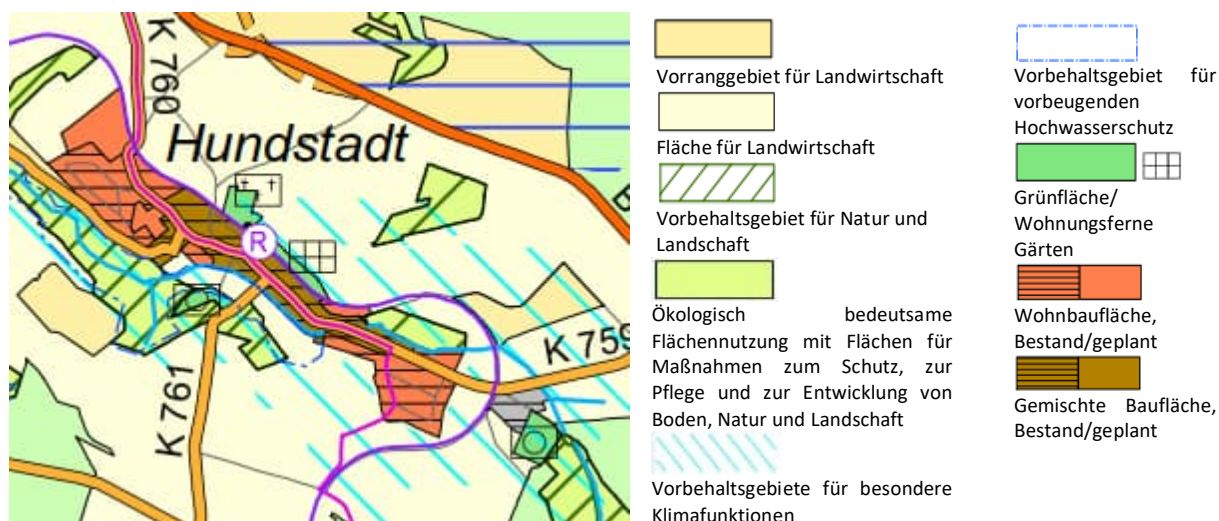 K 760
Hundstadt
R
K 759
K 761
Vorranggebiet für Landwirtschaft
Fläche für Landwirtschaft
Vorbehaltsgebiet für Natur und
Landschaft
Ökologisch bedeutsame
Flächennutzung mit Flächen für
Maßnahmen zum Schutz, zur
Pflege und zur Entwicklung von
Boden, Natur und Landschaft
Vorbehaltsgebiete für besondere
Klimafunktionen
Vorbehaltsgebiet für
vorbeugenden
Hochwasserschutz
Grünfläche/
Wohnungsferne
Gärten
Wohnbaufläche,
Bestand/geplant
Gemischte Baufläche,
Bestand/geplant